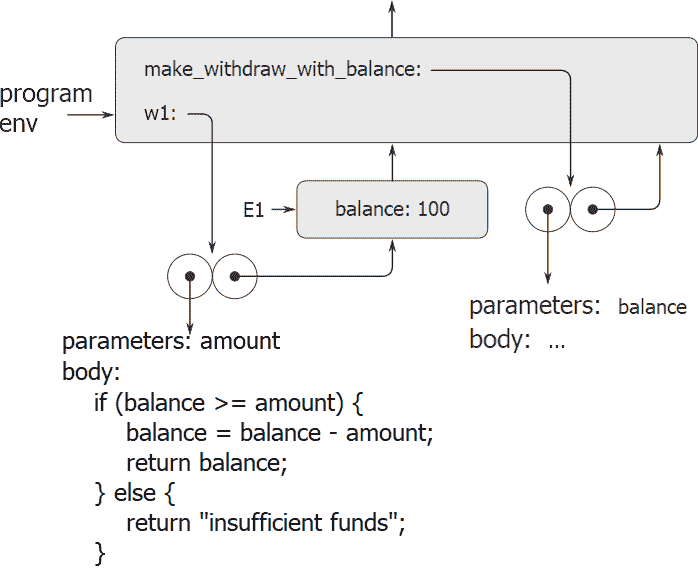 make_withdraw_with_balance:
program
env
w1:
E1
balance: 100
parameters: balance
body: ...
parameters: amount
body:
if (balance >= amount) {
balance = balance - amount;
return balance;
} else {
return "insufficient funds";
}